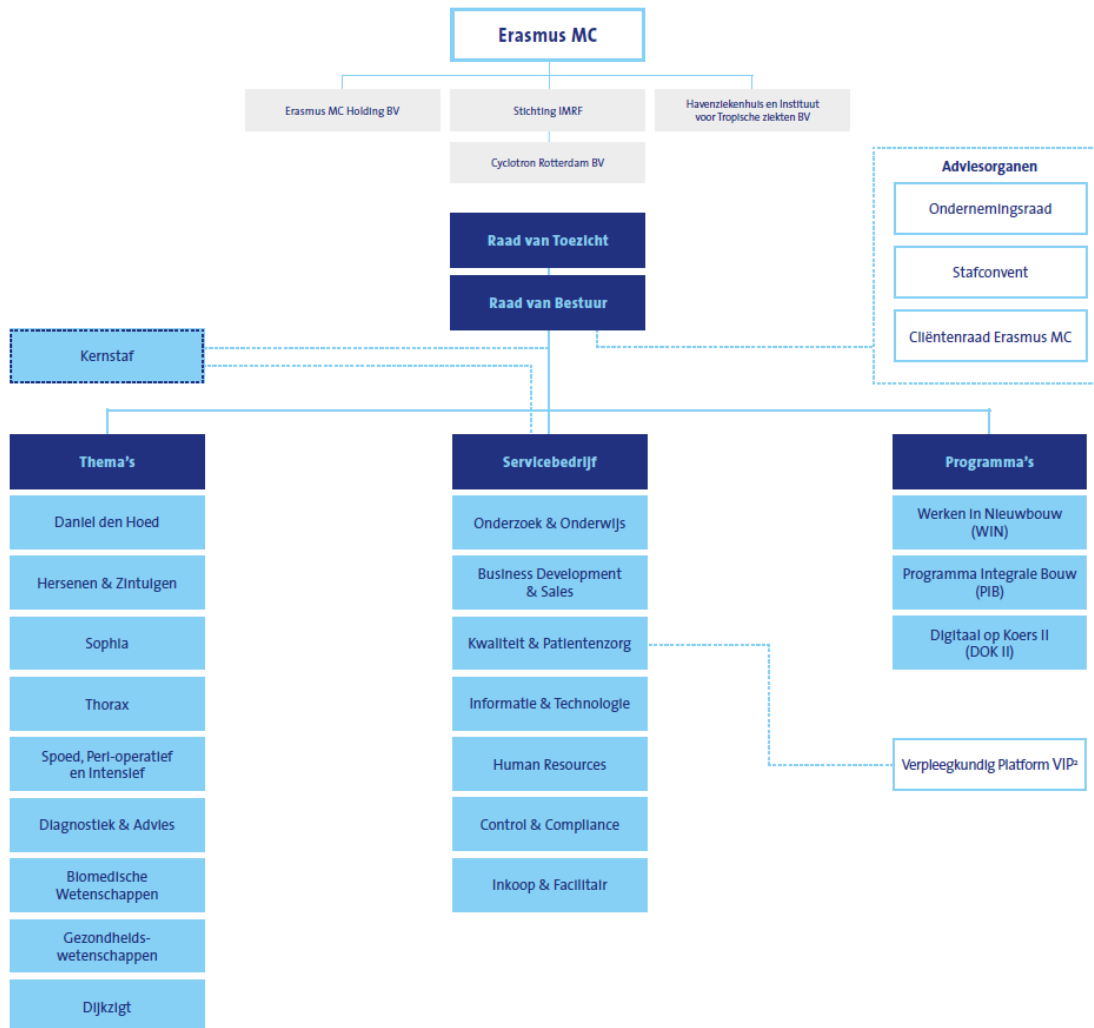 Erasmus MC
Erasmus MC Holding BV
Stichting IMRF
Havenziekenhuis en Instituut
voor Tropische ziekten BV
Cyclotron Rotterdam BV
Adviesorganen
Ondernemingsraad
Stafconvent
Cliëntenraad Erasmus MC
Raad van Toezicht
Raad van Bestuur
Kernstaf
Thema's
Daniel den Hoed
Hersenen & Zintuigen
Sophia
Thorax
Spoed, Peri-operatief
en Intensief
Diagnostiek & Advies
Biomedische
Wetenschappen
Gezondheids-
wetenschappen
Dijkzigt
Servicebedrijf
Onderzoek & Onderwijs
Business Development
& Sales
Kwaliteit & Patientenzorg
Informatie & Technologie
Human Resources
Control & Compliance
Inkoop & Facilitair
Programma's
Werken in Nieuwbouw
(WIN)
Programma Integrale Bouw
(PIB)
Digitaal op Koers II
(DOK II)
Verpleegkundig Platform VIP²